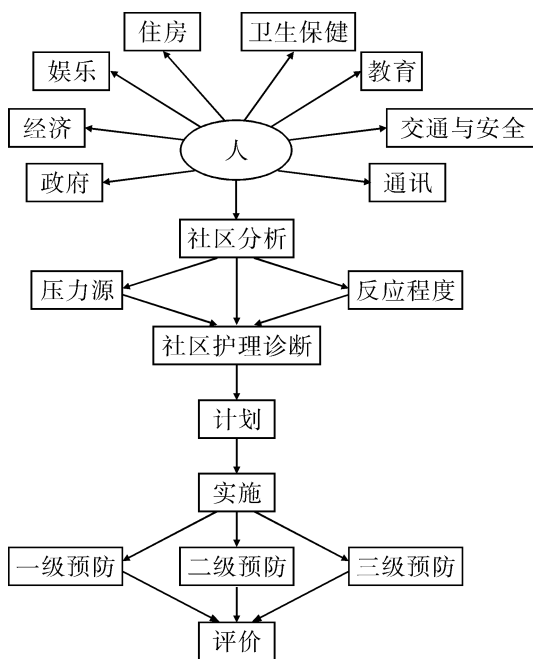 住房
卫生保健
娱乐
教育
经济
人
交通与安全
政府
通讯
社区分析
压力源
反应程度
社区护理诊断
计划
实施
一级预防
二级预防
三级预防
评价